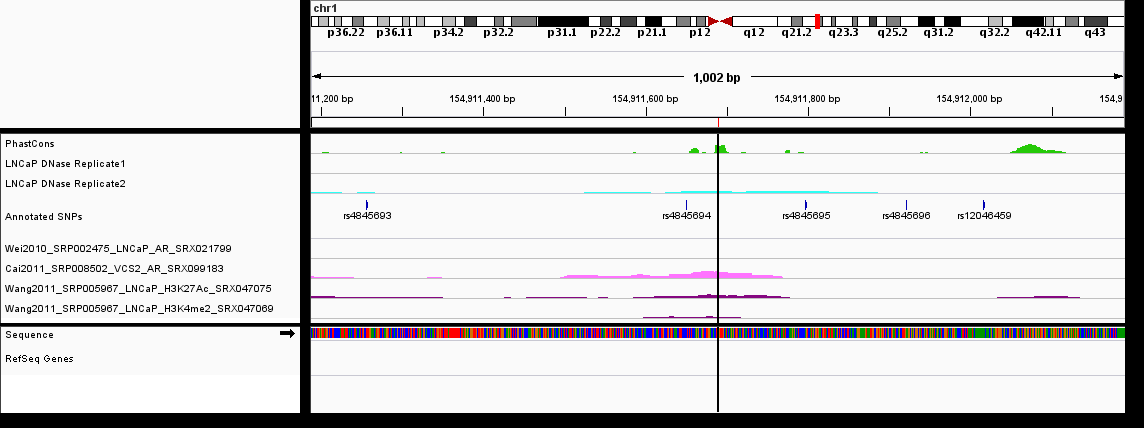 chr1
p36.22 p36.11 p34.2 p32.2 p31.1 p22.2 p21.1 p12 q12 q21.2 q23.3 q25.2 q31.2 q32.2 q42.11 q43
1,002 bp
11,200 bp 154,911,400 bp 154,911,600 bp 154,911,800 bp 154,912,000 bp 154,9
PhastCons
LNCaP DNase Replicate1
LNCaP DNase Replicate2
Annotated SNPs rs4845693 rs4845694 rs4845695 rs4845696 rs12046459
Wei2010_SRP002475_LNCaP_AR_SRX021799
Cai2011_SRP008502_VCS2_AR_SRX099183
Wang2011_SRP005967_LNCaP_H3K27Ac_SRX047075
Wang2011_SRP005967_LNCaP_H3K4me2_SRX047069
Sequence
RefSeq Genes